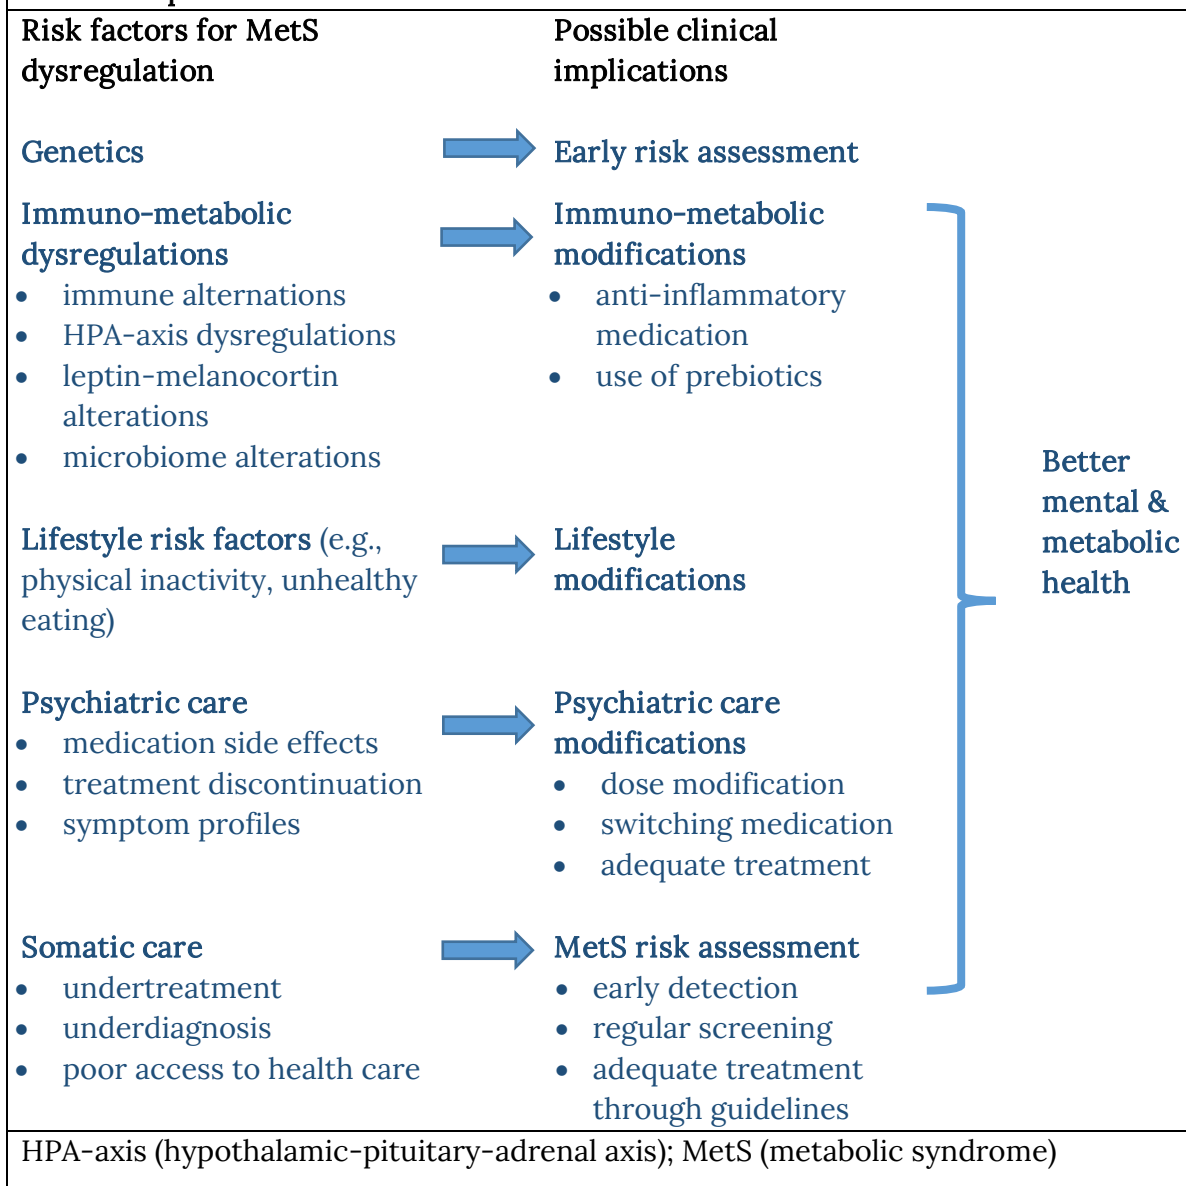 Risk factors for MetS
dysregulation
Possible clinical
implications
Genetics
Early risk assessment
Immuno-metabolic
dysregulations
• immune alternations
• HPA-axis dysregulations
• leptin-melanocortin
alterations
• microbiome alterations
Immuno-metabolic
modifications
• anti-inflammatory
medication
• use of prebiotics
Lifestyle risk factors (e.g.,
physical inactivity, unhealthy
eating)
Lifestyle
modifications
Psychiatric care
• medication side effects
• treatment discontinuation
• symptom profiles
Psychiatric care
modifications
• dose modification
• switching medication
• adequate treatment
Somatic care
• undertreatment
• underdiagnosis
• poor access to health care
MetS risk assessment
• early detection
• regular screening
• adequate treatment
through guidelines
Better
mental &
metabolic
health
HPA-axis (hypothalamic-pituitary-adrenal axis); MetS (metabolic syndrome)